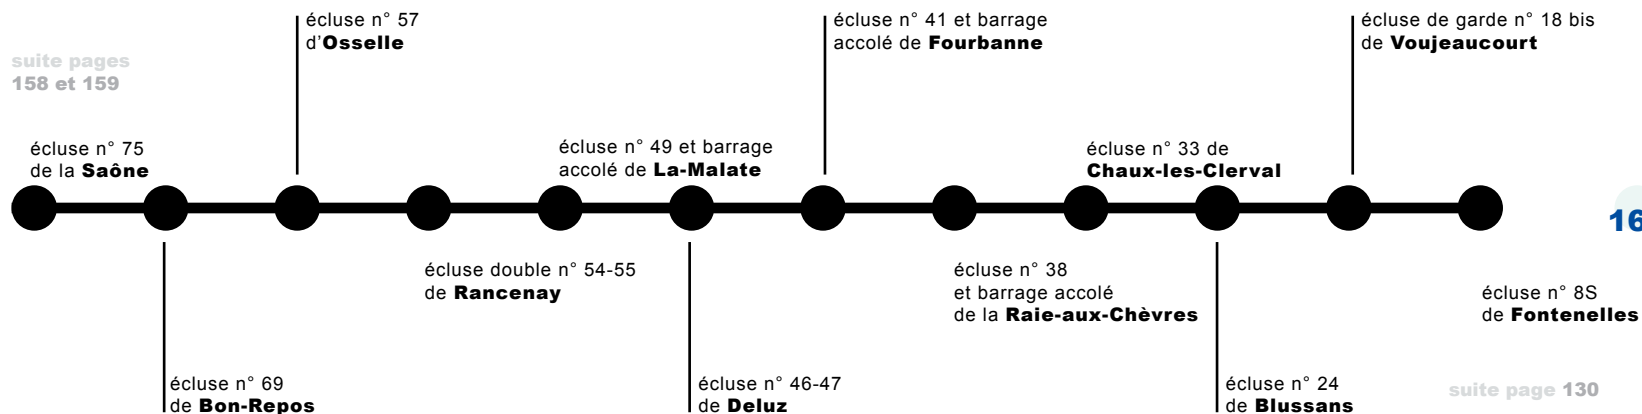 écluse n° 57
d'Osselle
écluse n° 41 et barrage
accolé de Fourbanne
écluse de garde n° 18 bis
de Voujeaucourt
suite pages
158 et 159
écluse n° 75
de la Saône
écluse n° 49 et barrage
accolé de La-Malate
écluse n° 33 de
Chaux-les-Clerval
16
écluse double n° 54-55
de Rancenay
écluse n° 38
et barrage accolé
de la Raie-aux-Chèvres
écluse n° 8S
de Fontenelles
écluse n° 69
de Bon-Repos
écluse n° 46-47
de Deluz
écluse n° 24
de Blussans
suite page 130